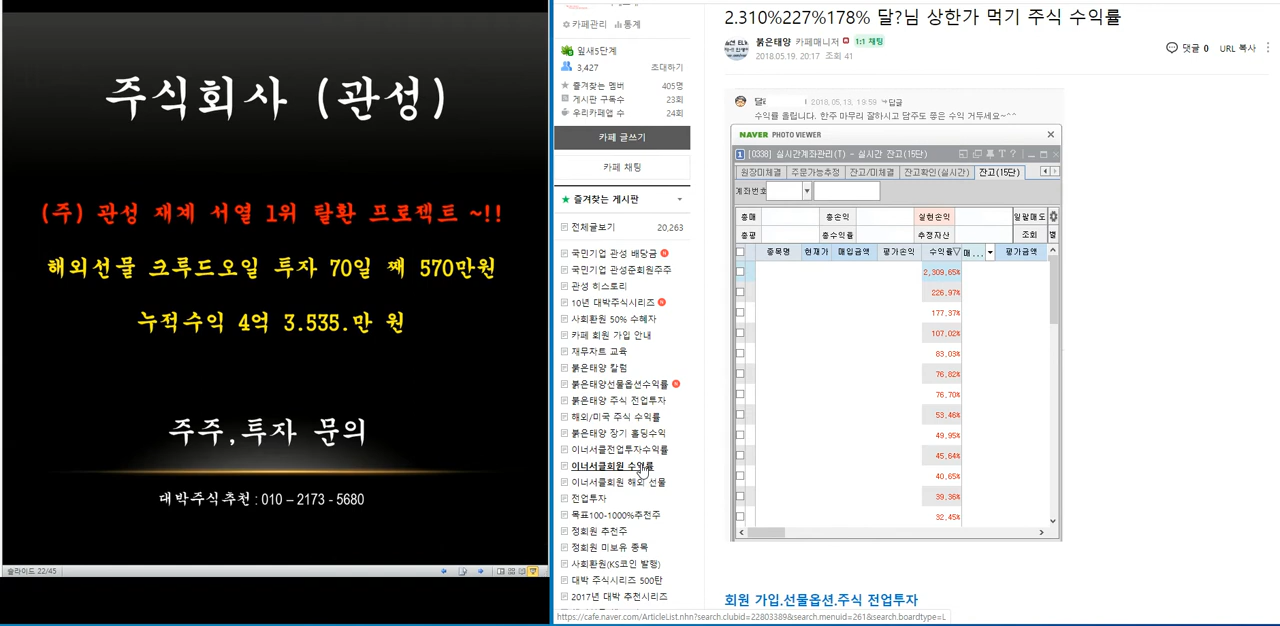 주식회사 (관성)
(주) 관성 재계 서열 1위 탈환 프로젝트 ~!!
해외선물 크루드오일 투자 70일 째 570만원
누적수익 4억 3.535.만 원
주주,투자 문의
대박주식추천 : 010 – 2173 - 5680
슬라이드 22/45
카페관리 통계
잎새5단계
3,427 초대하기
즐겨찾는 멤버 405명
게시판 구독수 23회
우리카페앱 수 24회
카페 글쓰기
카페 채팅
즐겨찾는 게시판
전체글보기 20,263
국민기업 관성 배당금
국민기업 관성준회원주주
관성 히스토리
10년 대박주식시리즈
사회환원 50% 수혜자
카페 회원 가입 안내
재무자트 교육
붉은태양 칼럼
붉은태양선물옵션수익률
붉은태양 주식 전업투자
해외/미국 주식 수익률
붉은태양 장기 홀딩수익
이너서클전업투자수익률
이너서클회원 수익률
이너서클회원 해외 선물
전업투자
목표100-1000%추천주
정회원 추천주
정회원 미보유 종목
사회환원(KS코인 발행)
대박 주식시리즈 500탄
2017년 대박 추천시리즈
2.310%227%178% 달?님 상한가 먹기 주식 수익률
붉은태양 카페매니저 1:1 채팅
2018.05.19. 20:17 조회 41
댓글 0 URL 복사
2018.05.13. 19:59 답글
수익률 올립니다. 한주 마무리 잘하시고 담주도 좋은 수익 거두세요~^^
NAVER PHOTO VIEWER
[0338] 실시간계좌관리(T) - 실시간 잔고(15단)
원장미체결 주문가능추정 잔고/미체결 잔고확인(실시간) 잔고(15단)
계좌번호
총매 총손익 실현손익 일괄매도
총평 총수익률 추정자산 조회 별
종목명 현재가 매입금액 평가손익 수익률 매... 평가금액
2,309,65%
226,97%
177,37%
107,02%
83,03%
76,82%
76,70%
53,46%
49,95%
45,64%
40,65%
39,36%
32,45%
회원 가입.선물옵션.주식 전업투자
https://cafe.naver.com/ArticleList.nhn?search.clubid=22803389&search.menuid=261&search.boardtype=L